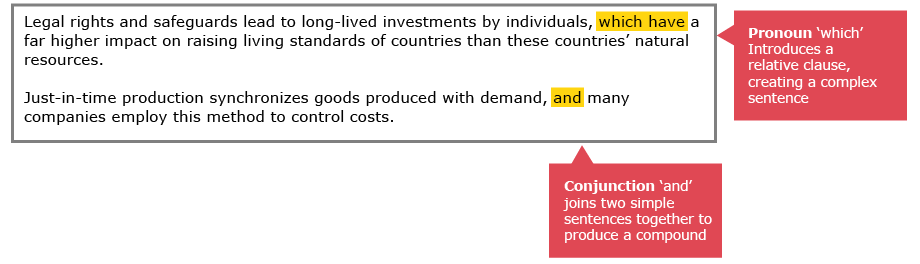 Legal rights and safeguards lead to long-lived investments by individuals, which have a
far higher impact on raising living standards of countries than these countries’ natural
resources.
Just-in-time production synchronizes goods produced with demand, and many
companies employ this method to control costs.
Pronoun ‘which’
Introduces a
relative clause,
creating a complex
sentence
Conjunction ‘and’
joins two simple
sentences together to
produce a compound